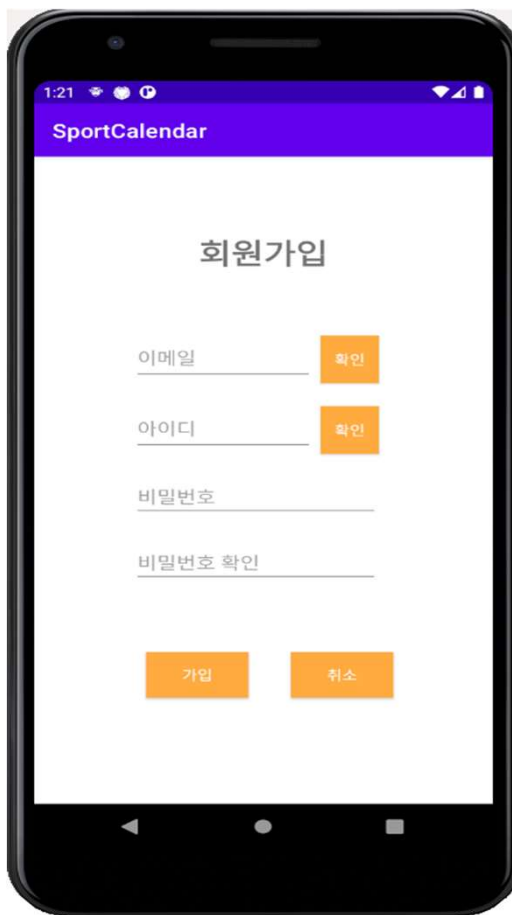 1:21
SportCalendar
회원가입
이메일 확인
아이디 확인
비밀번호
비밀번호 확인
가입 취소